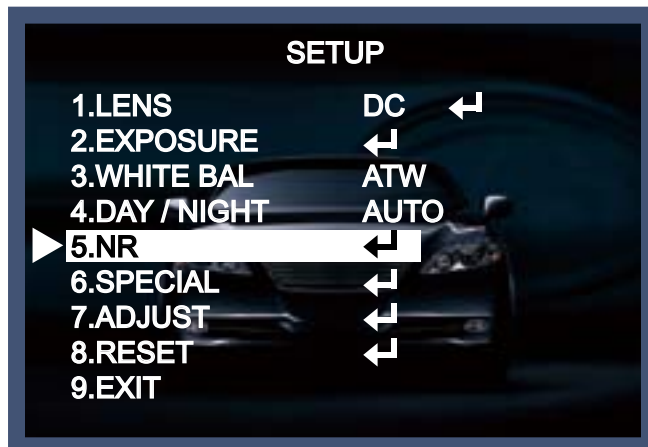 SETUP
1.LENS DC ↵
2.EXPOSURE ↵
3.WHITE BAL ATW
4.DAY / NIGHT AUTO
5.NR ↵
6.SPECIAL ↵
7.ADJUST ↵
8.RESET ↵
9.EXIT